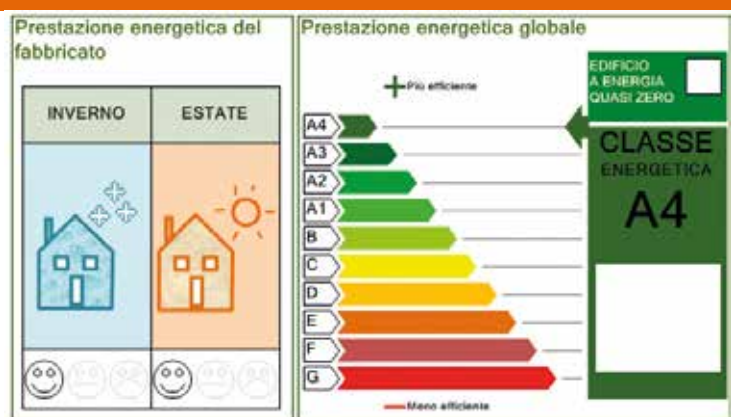 Prestazione energetica del
fabbricato
INVERNO
ESTATE
Prestazione energetica globale
Più efficiente
A4
A3
A2
A1
B
C
D
E
F
G
Meno efficiente
EDIFICIO
A ENERGIA
QUASI ZERO
CLASSE
ENERGETICA
A4